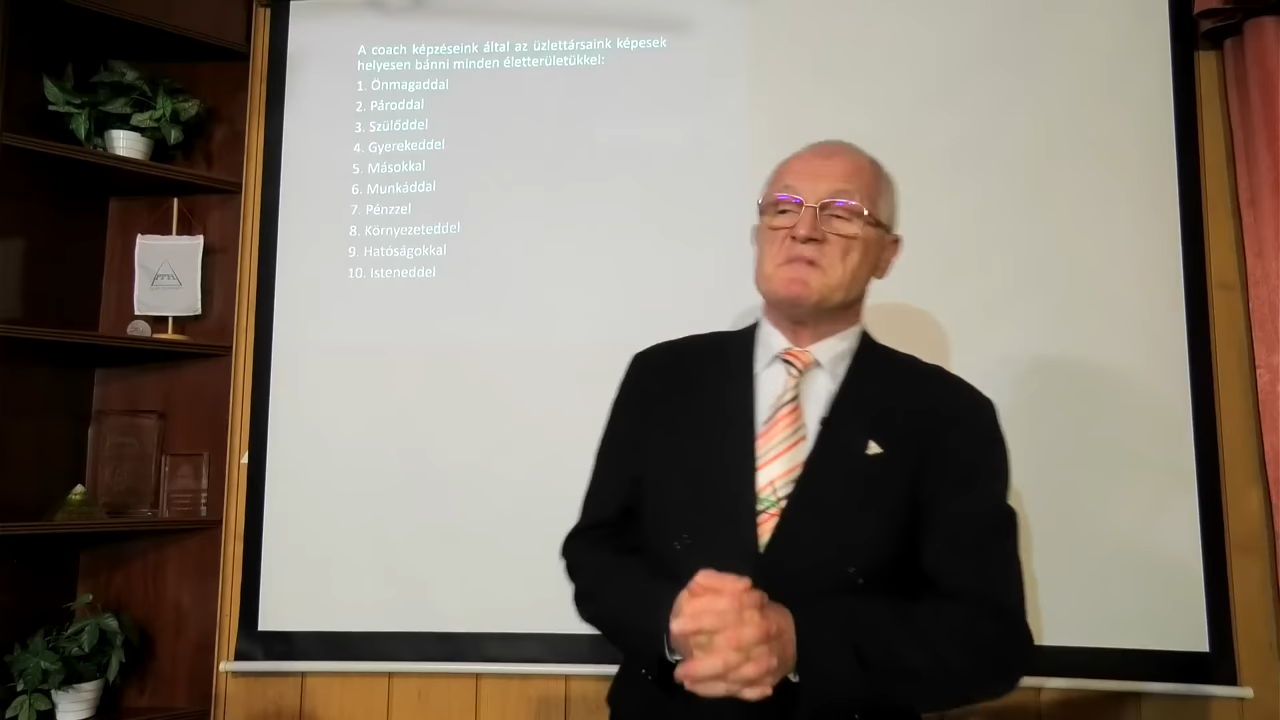 A coach képzéseink által az üzlettársaink képesek
helyesen bánni minden életterületükkel:
1. Önmagaddal
2. Pároddal
3. Szülőddel
4. Gyerekeddel
5. Másokkal
6. Munkáddal
7. Pénzzel
8. Környezeteddel
9. Hatóságokkal
10. Isteneddel